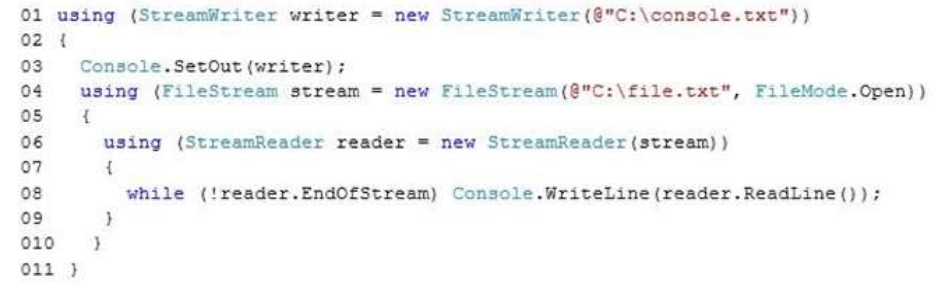 01 using (StreamWriter writer = new StreamWriter(@"C:\console.txt"))
02 {
03 Console.SetOut(writer);
04 using (FileStream stream = new FileStream(@"C:\file.txt", FileMode.Open))
05 {
06 using (StreamReader reader = new StreamReader(stream))
07 {
08 while (!reader.EndOfStream) Console.WriteLine(reader.ReadLine());
09 }
010 }
011 }